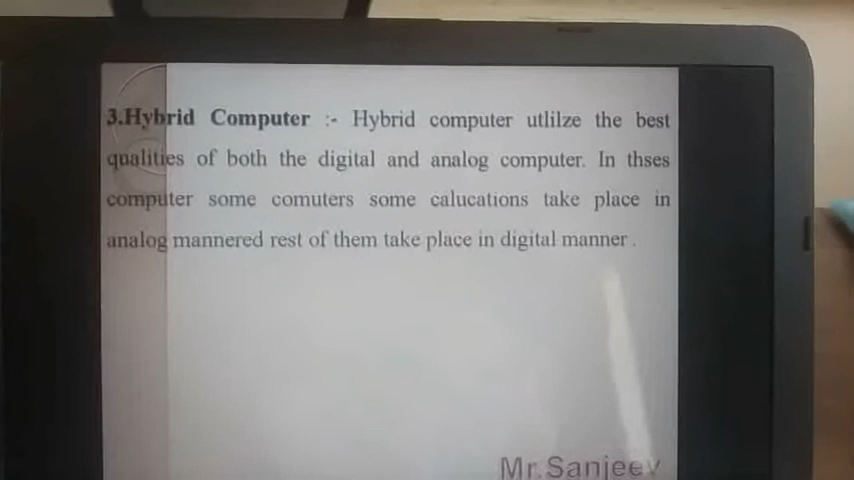 3.Hybrid Computer :- Hybrid computer utlilze the best
qualities of both the digital and analog computer. In thses
computer some comuters some calucations take place in
analog mannered rest of them take place in digital manner .
Mr.Sanjeev